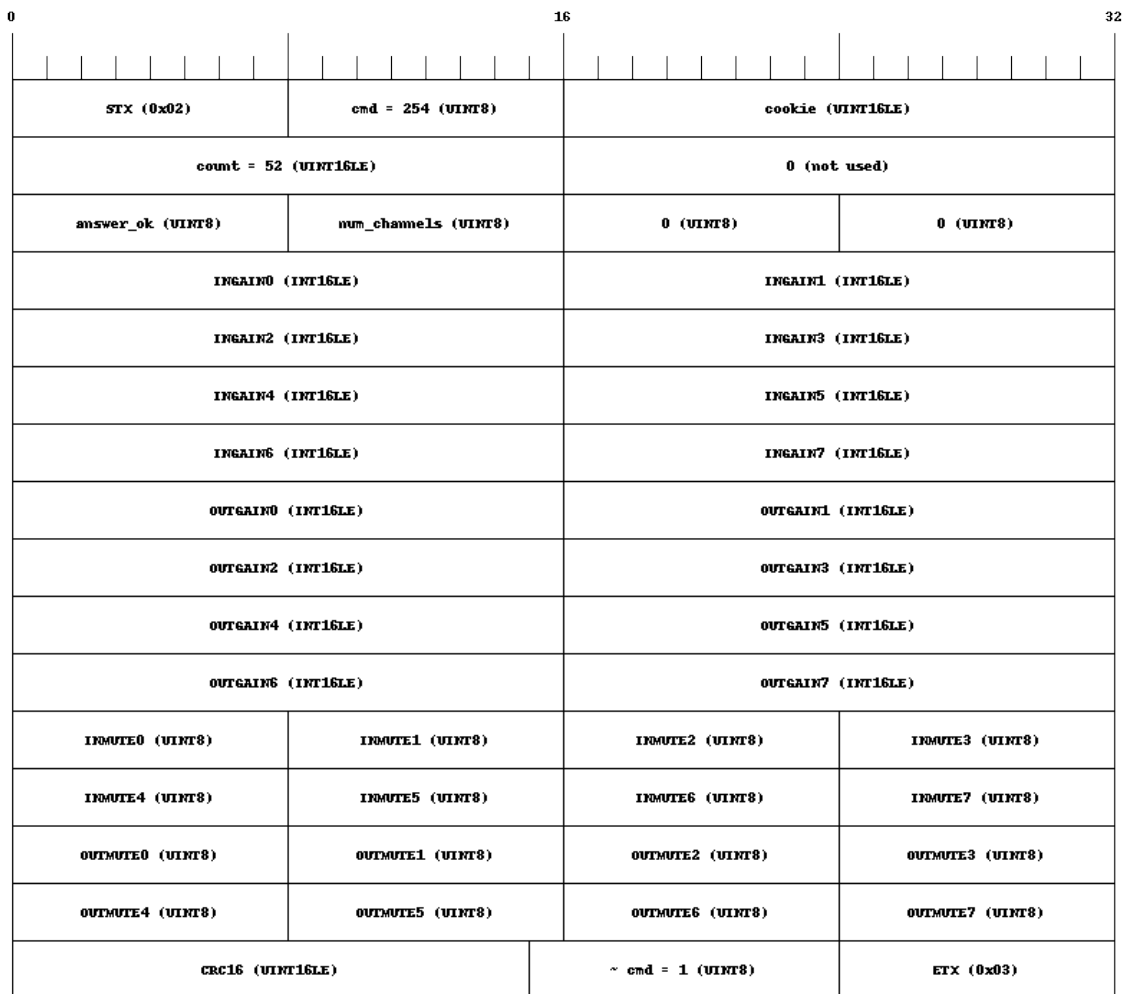 0 16 32
STX (0x02) cmd = 254 (UINT8) cookie (UINT16LE)
count = 52 (UINT16LE) 0 (not used)
answer_ok (UINT8) num_channels (UINT8) 0 (UINT8) 0 (UINT8)
INGAIN0 (INT16LE) INGAIN1 (INT16LE)
INGAIN2 (INT16LE) INGAIN3 (INT16LE)
INGAIN4 (INT16LE) INGAIN5 (INT16LE)
INGAIN6 (INT16LE) INGAIN7 (INT16LE)
OUTGAIN0 (INT16LE) OUTGAIN1 (INT16LE)
OUTGAIN2 (INT16LE) OUTGAIN3 (INT16LE)
OUTGAIN4 (INT16LE) OUTGAIN5 (INT16LE)
OUTGAIN6 (INT16LE) OUTGAIN7 (INT16LE)
INMUTE0 (UINT8) INMUTE1 (UINT8) INMUTE2 (UINT8) INMUTE3 (UINT8)
INMUTE4 (UINT8) INMUTE5 (UINT8) INMUTE6 (UINT8) INMUTE7 (UINT8)
OUTMUTE0 (UINT8) OUTMUTE1 (UINT8) OUTMUTE2 (UINT8) OUTMUTE3 (UINT8)
OUTMUTE4 (UINT8) OUTMUTE5 (UINT8) OUTMUTE6 (UINT8) OUTMUTE7 (UINT8)
CRC16 (UINT16LE) ~ cmd = 1 (UINT8) ETX (0x03)